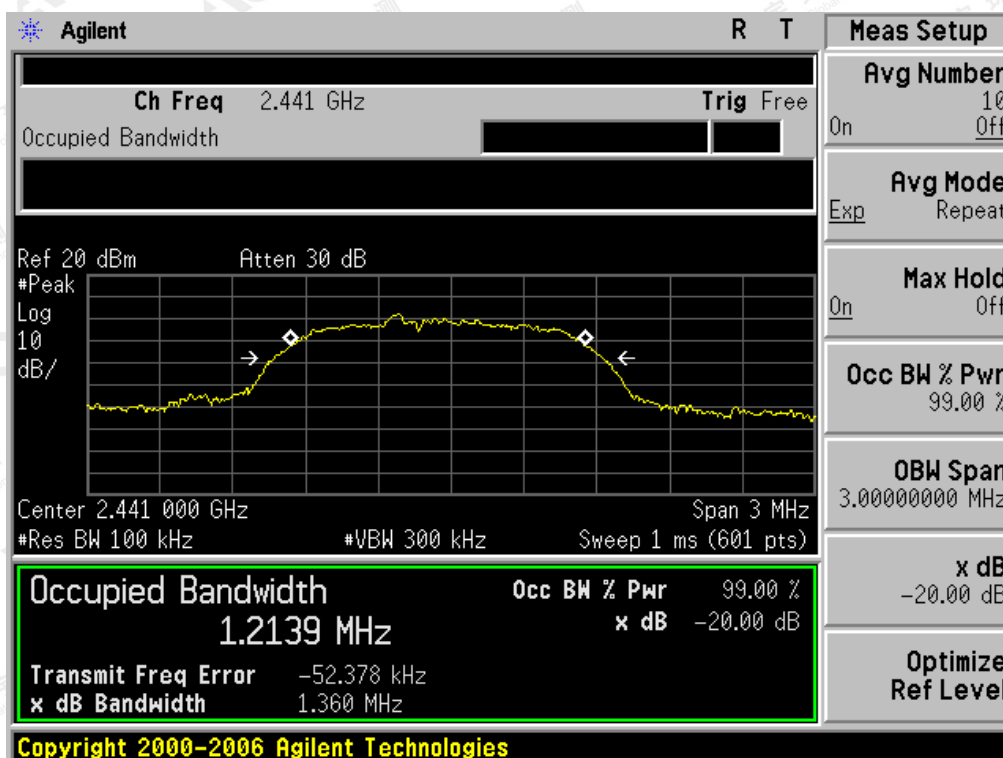 Agilent R T
Ch Freq 2.441 GHz Trig Free
Occupied Bandwidth
Ref 20 dBm Atten 30 dB
#Peak
Log
10
dB/
Center 2.441 000 GHz Span 3 MHz
#Res BW 100 kHz #VBW 300 kHz Sweep 1 ms (601 pts)
Occupied Bandwidth Occ BW % Pwr 99.00 %
1.2139 MHz x dB -20.00 dB
Transmit Freq Error -52.378 kHz
x dB Bandwidth 1.360 MHz
Copyright 2000-2006 Agilent Technologies
Meas Setup
Avg Number
10
On Off
Avg Mode
Exp Repeat
Max Hold
On Off
Occ BW % Pwr
99.00 %
OBW Span
3.00000000 MHz
x dB
-20.00 dB
Optimize
Ref Level